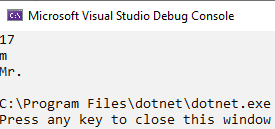 Microsoft Visual Studio Debug Console
17
m
Mr.
C:\Program Files\dotnet\dotnet.exe
Press any key to close this window